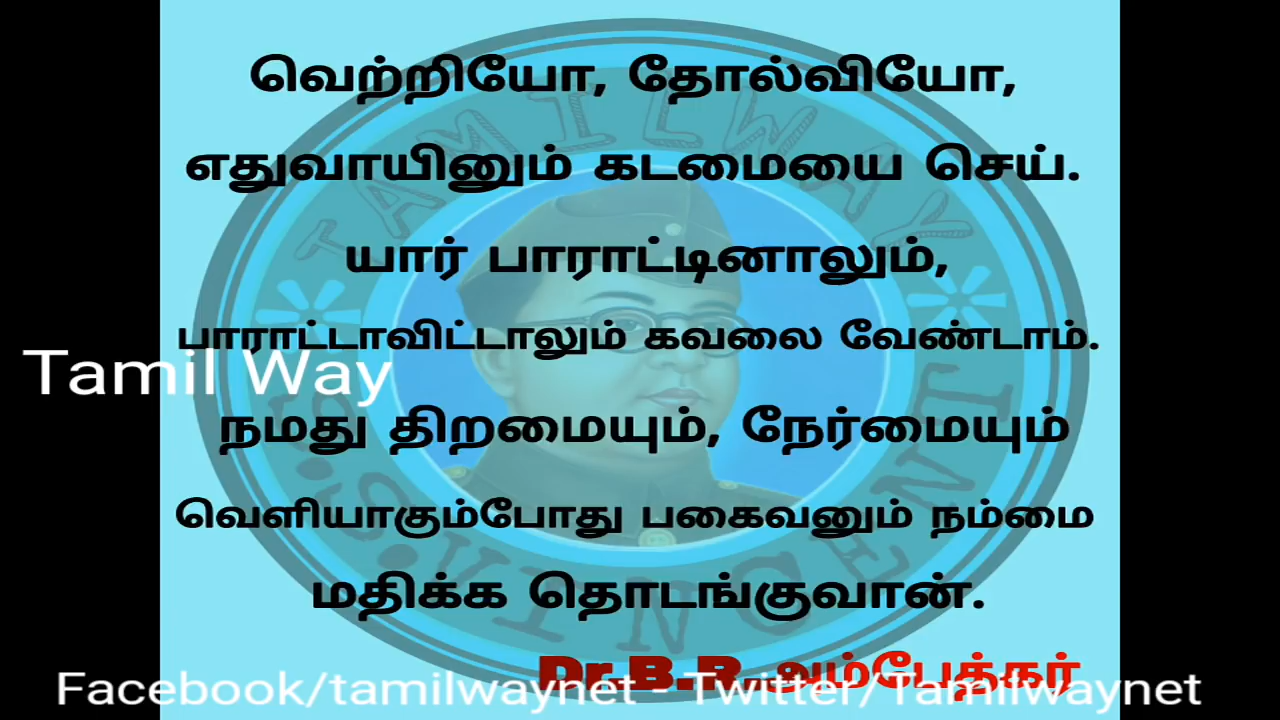 வெற்றியோ, தோல்வியோ,
எதுவாயினும் கடமையை செய்.
யார் பாராட்டினாலும்,
பாராட்டாவிட்டாலும் கவலை வேண்டாம்.
Tamil Way
நமது திறமையும், நேர்மையும்
வெளியாகும்போது பகைவனும் நம்மை
மதிக்க தொடங்குவான்.
Dr.B.R.அம்பேத்கர்
Facebook/tamilwaynet - Twitter/Tamilwaynet
TAMILWAY